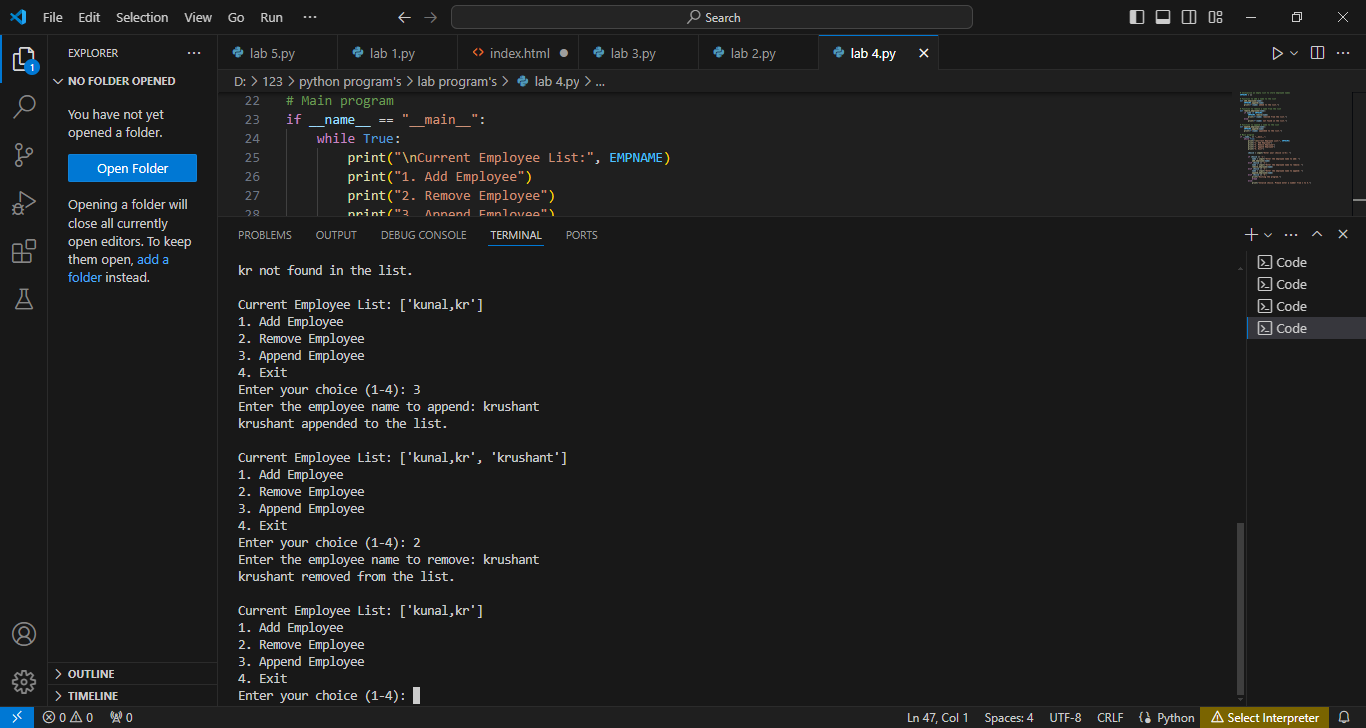 File Edit Selection View Go Run ··· Search
EXPLORER ···
NO FOLDER OPENED
You have not yet
opened a folder.
Open Folder
Opening a folder will
close all currently
open editors. To keep
them open, add a
folder instead.
OUTLINE
TIMELINE
1
lab 5.py lab 1.py index.html lab 3.py lab 2.py lab 4.py
D: > 123 > python program's > lab program's > lab 4.py > ...
22 # Main program
23 if __name__ == "__main__":
24 while True:
25 print("\nCurrent Employee List:", EMPNAME)
26 print("1. Add Employee")
27 print("2. Remove Employee")
28 print("3. Append Employee")
PROBLEMS OUTPUT DEBUG CONSOLE TERMINAL PORTS
kr not found in the list.
Current Employee List: ['kunal,kr']
1. Add Employee
2. Remove Employee
3. Append Employee
4. Exit
Enter your choice (1-4): 3
Enter the employee name to append: krushant
krushant appended to the list.
Current Employee List: ['kunal,kr', 'krushant']
1. Add Employee
2. Remove Employee
3. Append Employee
4. Exit
Enter your choice (1-4): 2
Enter the employee name to remove: krushant
krushant removed from the list.
Current Employee List: ['kunal,kr']
1. Add Employee
2. Remove Employee
3. Append Employee
4. Exit
Enter your choice (1-4):
Code
Code
Code
Code
0 0 0 Ln 47, Col 1 Spaces: 4 UTF-8 CRLF Python Select Interpreter